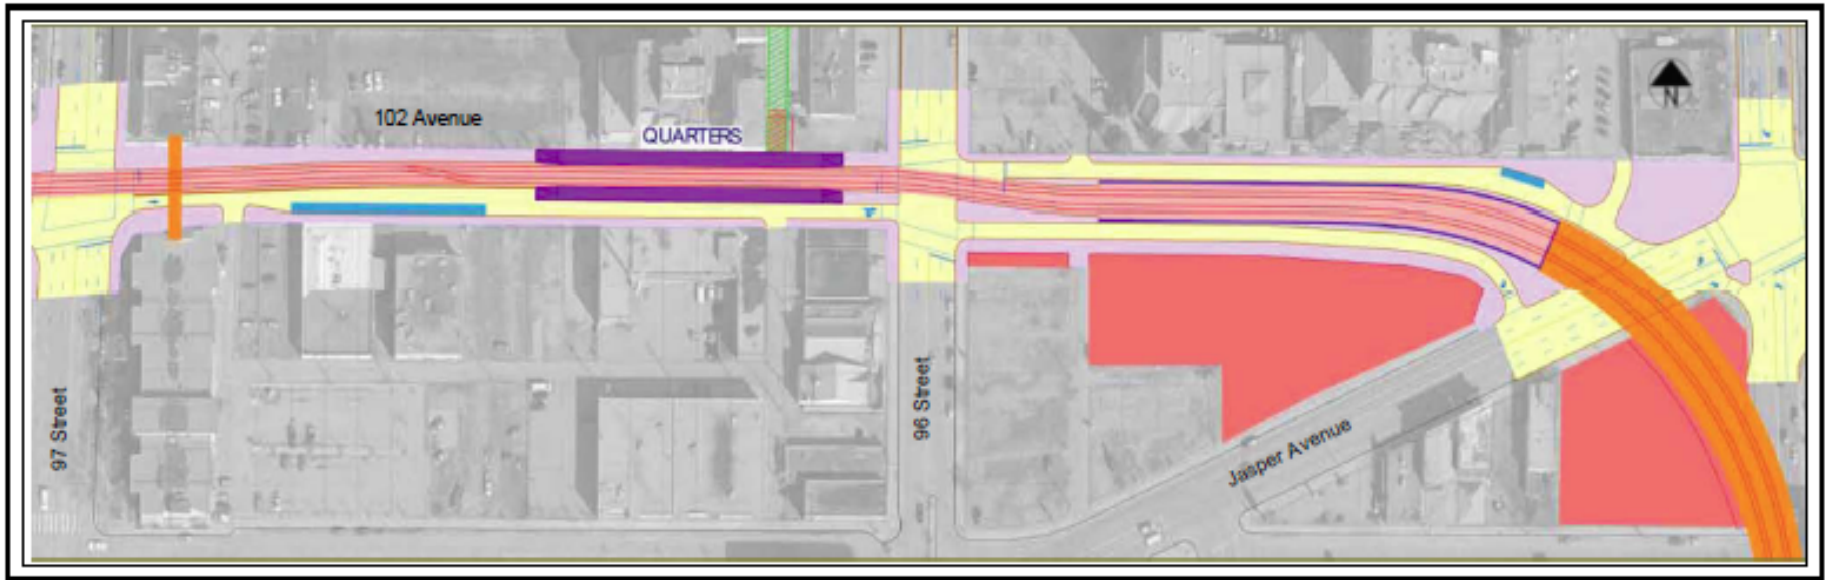 102 Avenue
QUARTERS
N
97 Street
96 Street
Jasper Avenue